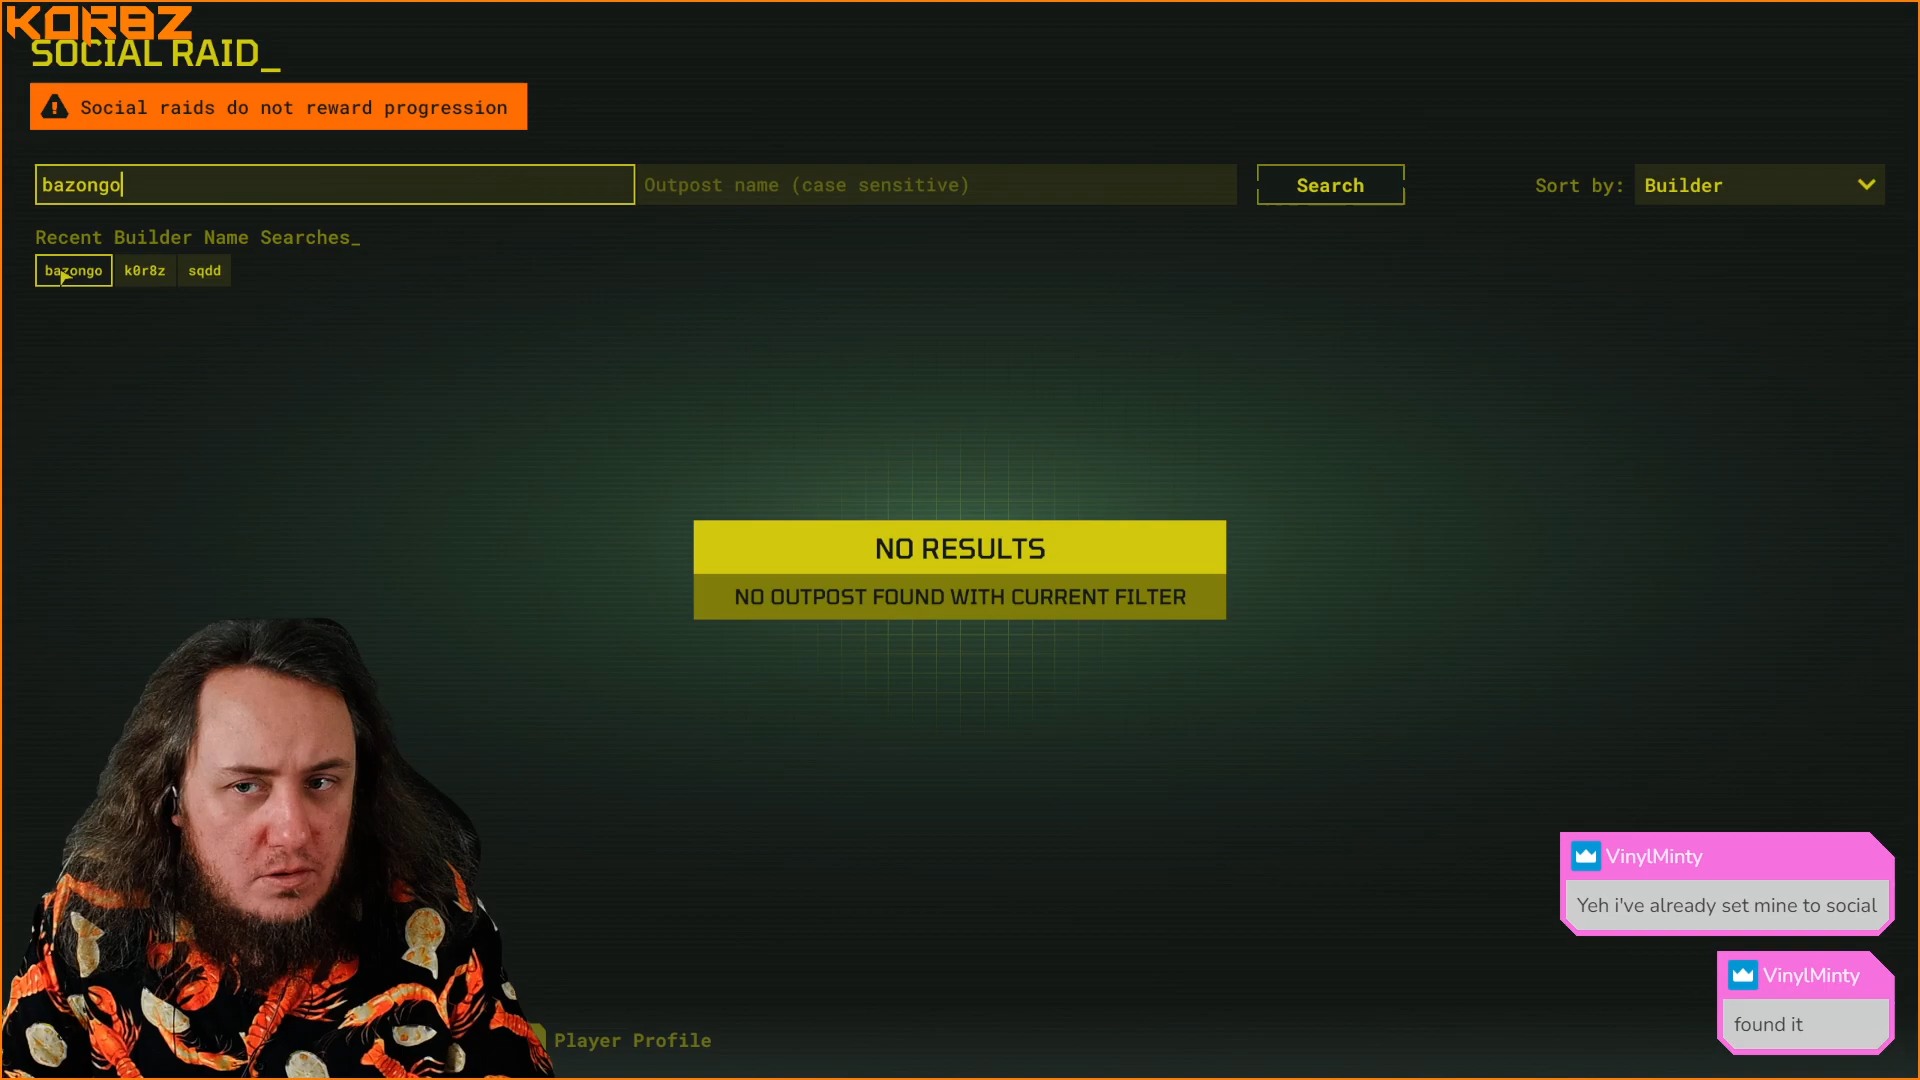 K0R8Z
SOCIAL RAID_
Social raids do not reward progression
bazongo
Outpost name (case sensitive)
Search
Sort by:
Builder
Recent Builder Name Searches_
bazongo
k0r8z
sqdd
NO RESULTS
NO OUTPOST FOUND WITH CURRENT FILTER
VinylMinty
Yeh i've already set mine to social
VinylMinty
found it
Player Profile